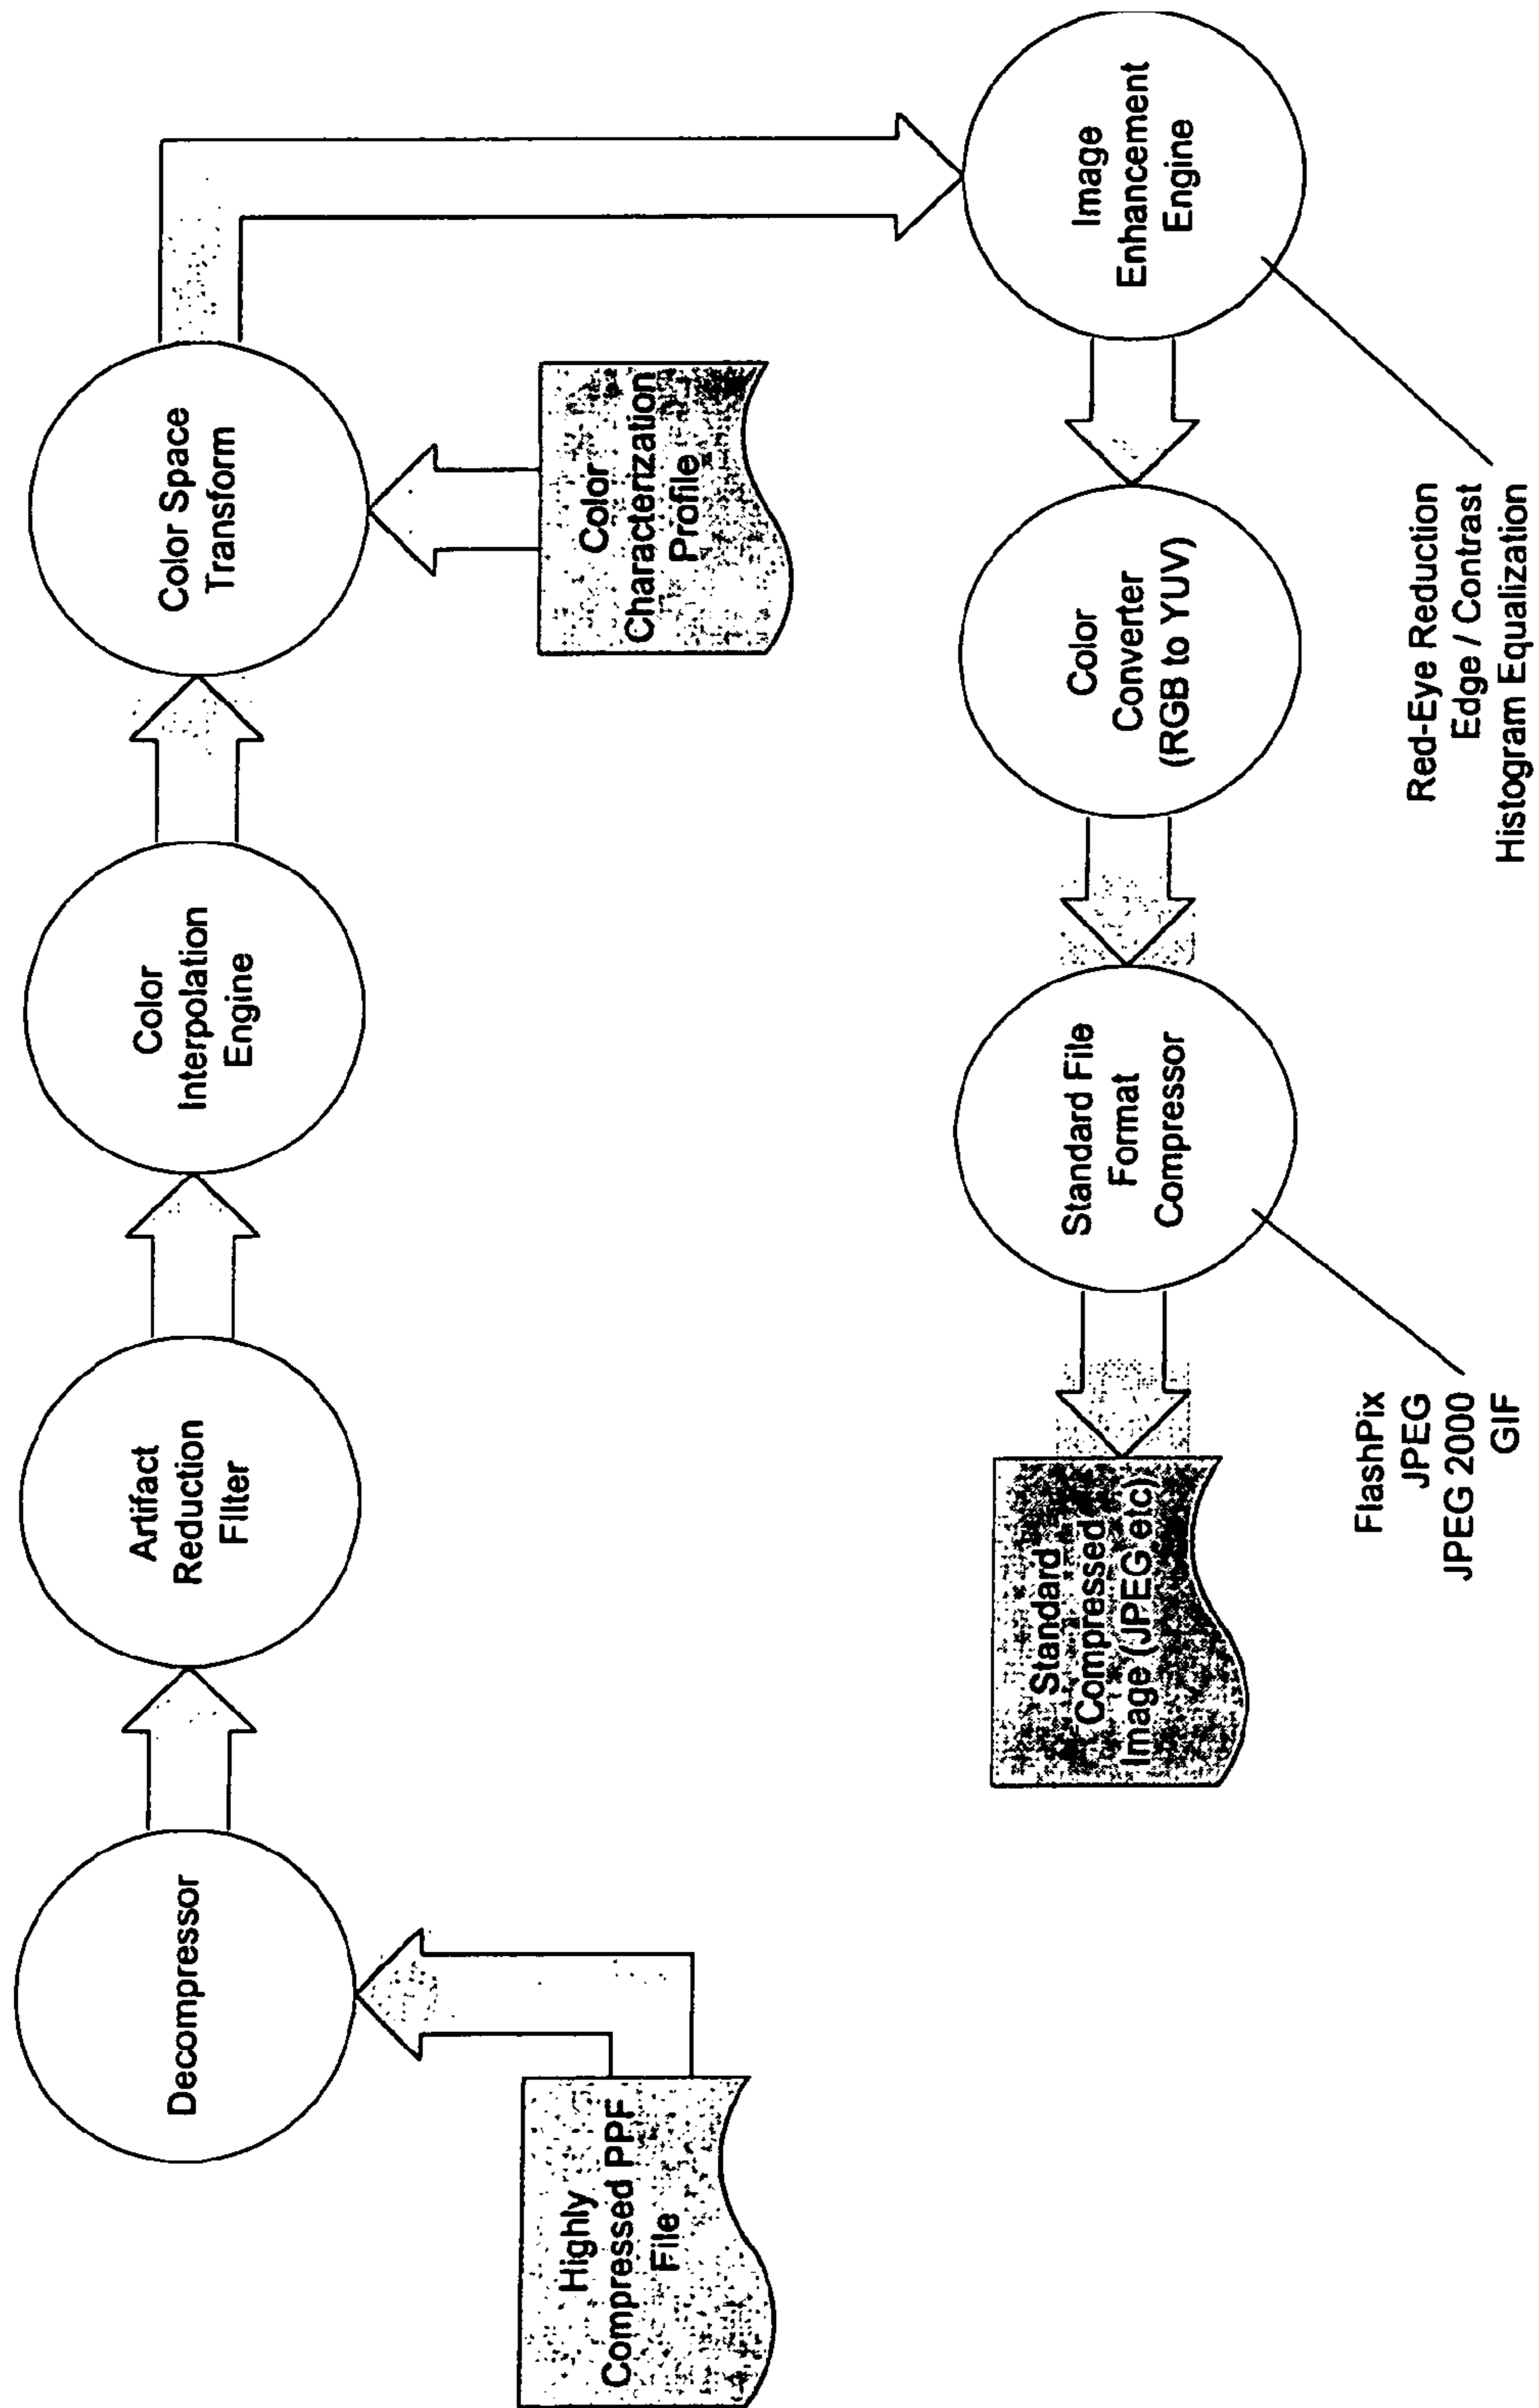 Highly
Compressed PPF
File
Decompressor
Artifact
Reduction
Filter
Color
Interpolation
Engine
Color Space
Transform
Color
Characterization
Profile
Image
Enhancement
Engine
Red-Eye Reduction
Edge / Contrast
Histogram Equalization
Color
Converter
(RGB to YUV)
Standard File
Format
Compressor
FlashPix
JPEG
JPEG 2000
GIF
Standard
Compressed
Image (JPEG etc)